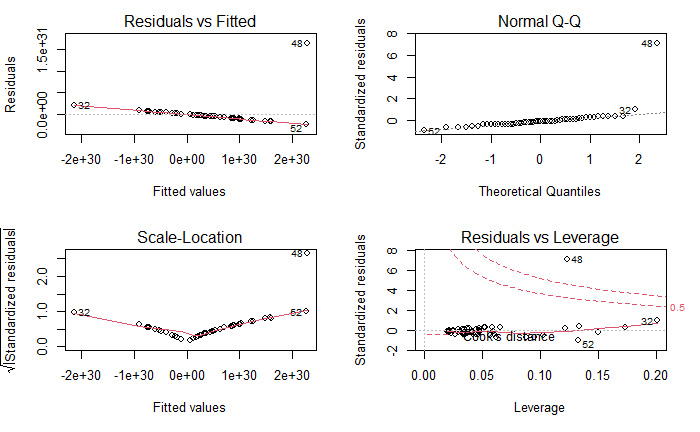 Residuals vs Fitted
Residuals
0.0e+00 1.5e+31
48
32
52
-2e+30 -1e+30 0e+00 1e+30 2e+30
Fitted values
Normal Q-Q
Standardized residuals
0 2 4 6 8
48
32
52
-2 -1 0 1 2
Theoretical Quantiles
Scale-Location
√|Standardized residuals|
0.0 1.0 2.0
48
32
52
-2e+30 -1e+30 0e+00 1e+30 2e+30
Fitted values
Residuals vs Leverage
Standardized residuals
-2 0 2 4 6 8
48
0.5
32
Cook's distance
52
0.00 0.05 0.10 0.15 0.20
Leverage